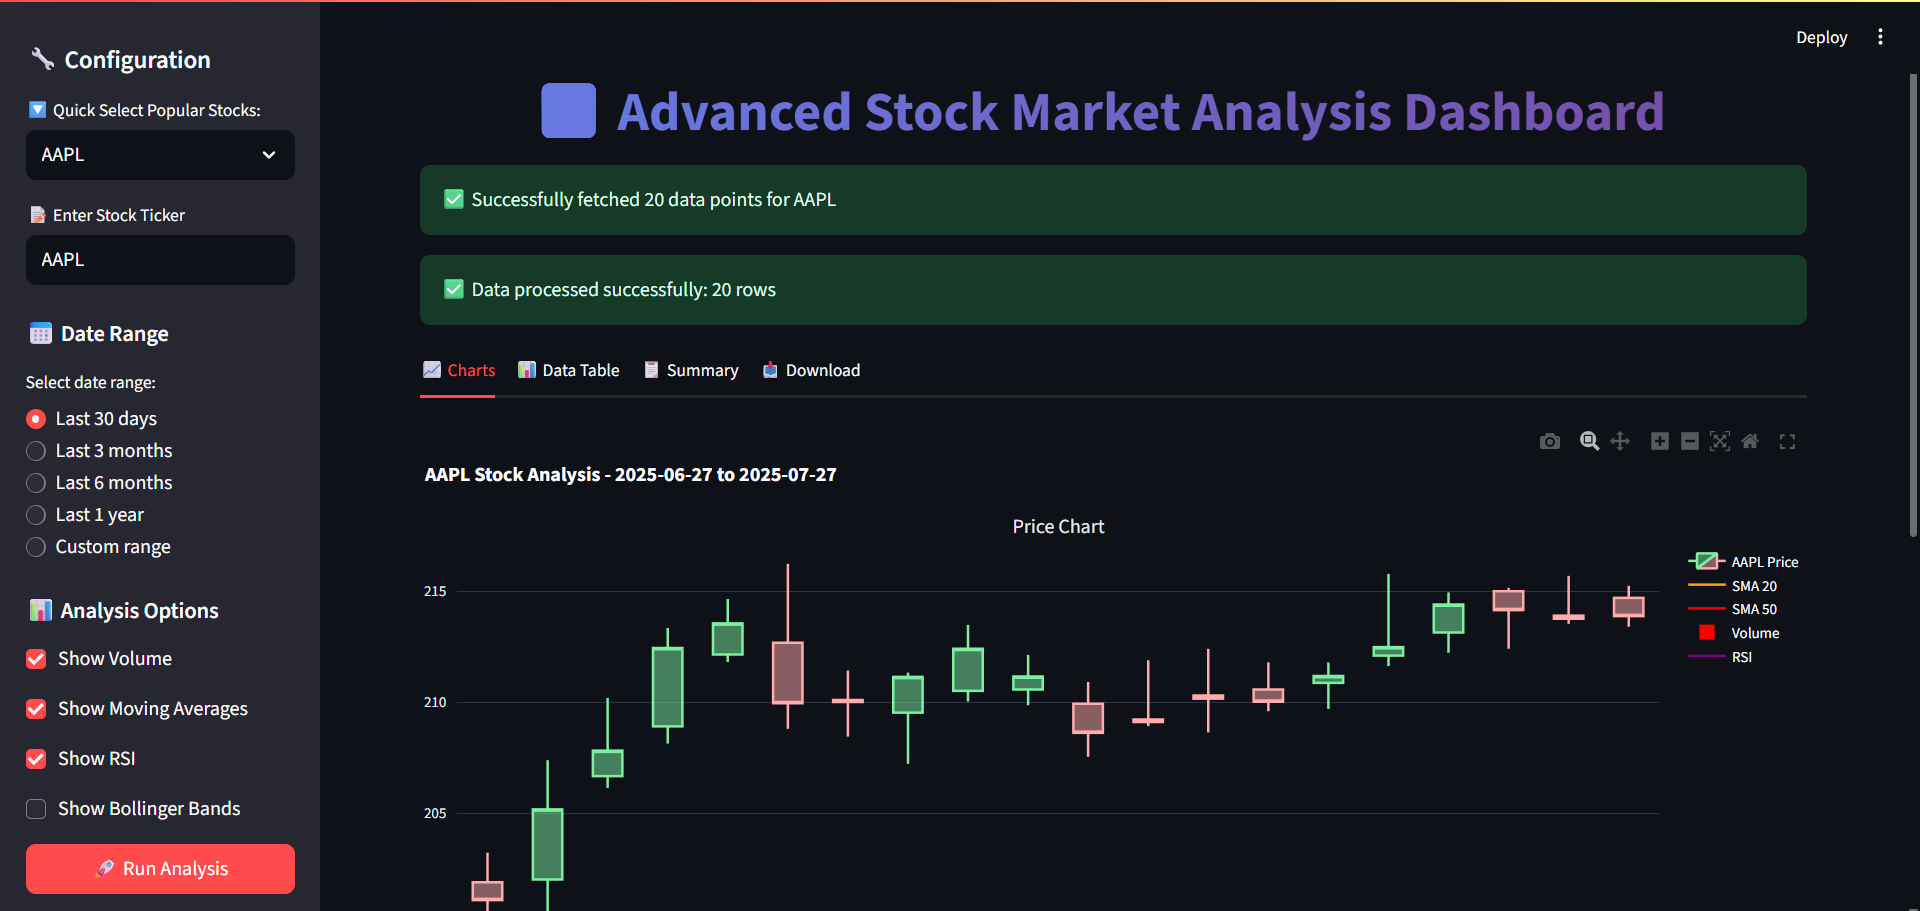 Deploy
Configuration
Quick Select Popular Stocks:
AAPL
Enter Stock Ticker
AAPL
Date Range
Select date range:
Last 30 days
Last 3 months
Last 6 months
Last 1 year
Custom range
Analysis Options
Show Volume
Show Moving Averages
Show RSI
Show Bollinger Bands
Run Analysis
Advanced Stock Market Analysis Dashboard
Successfully fetched 20 data points for AAPL
Data processed successfully: 20 rows
Charts Data Table Summary Download
AAPL Stock Analysis - 2025-06-27 to 2025-07-27
Price Chart
215
210
205
AAPL Price
SMA 20
SMA 50
Volume
RSI